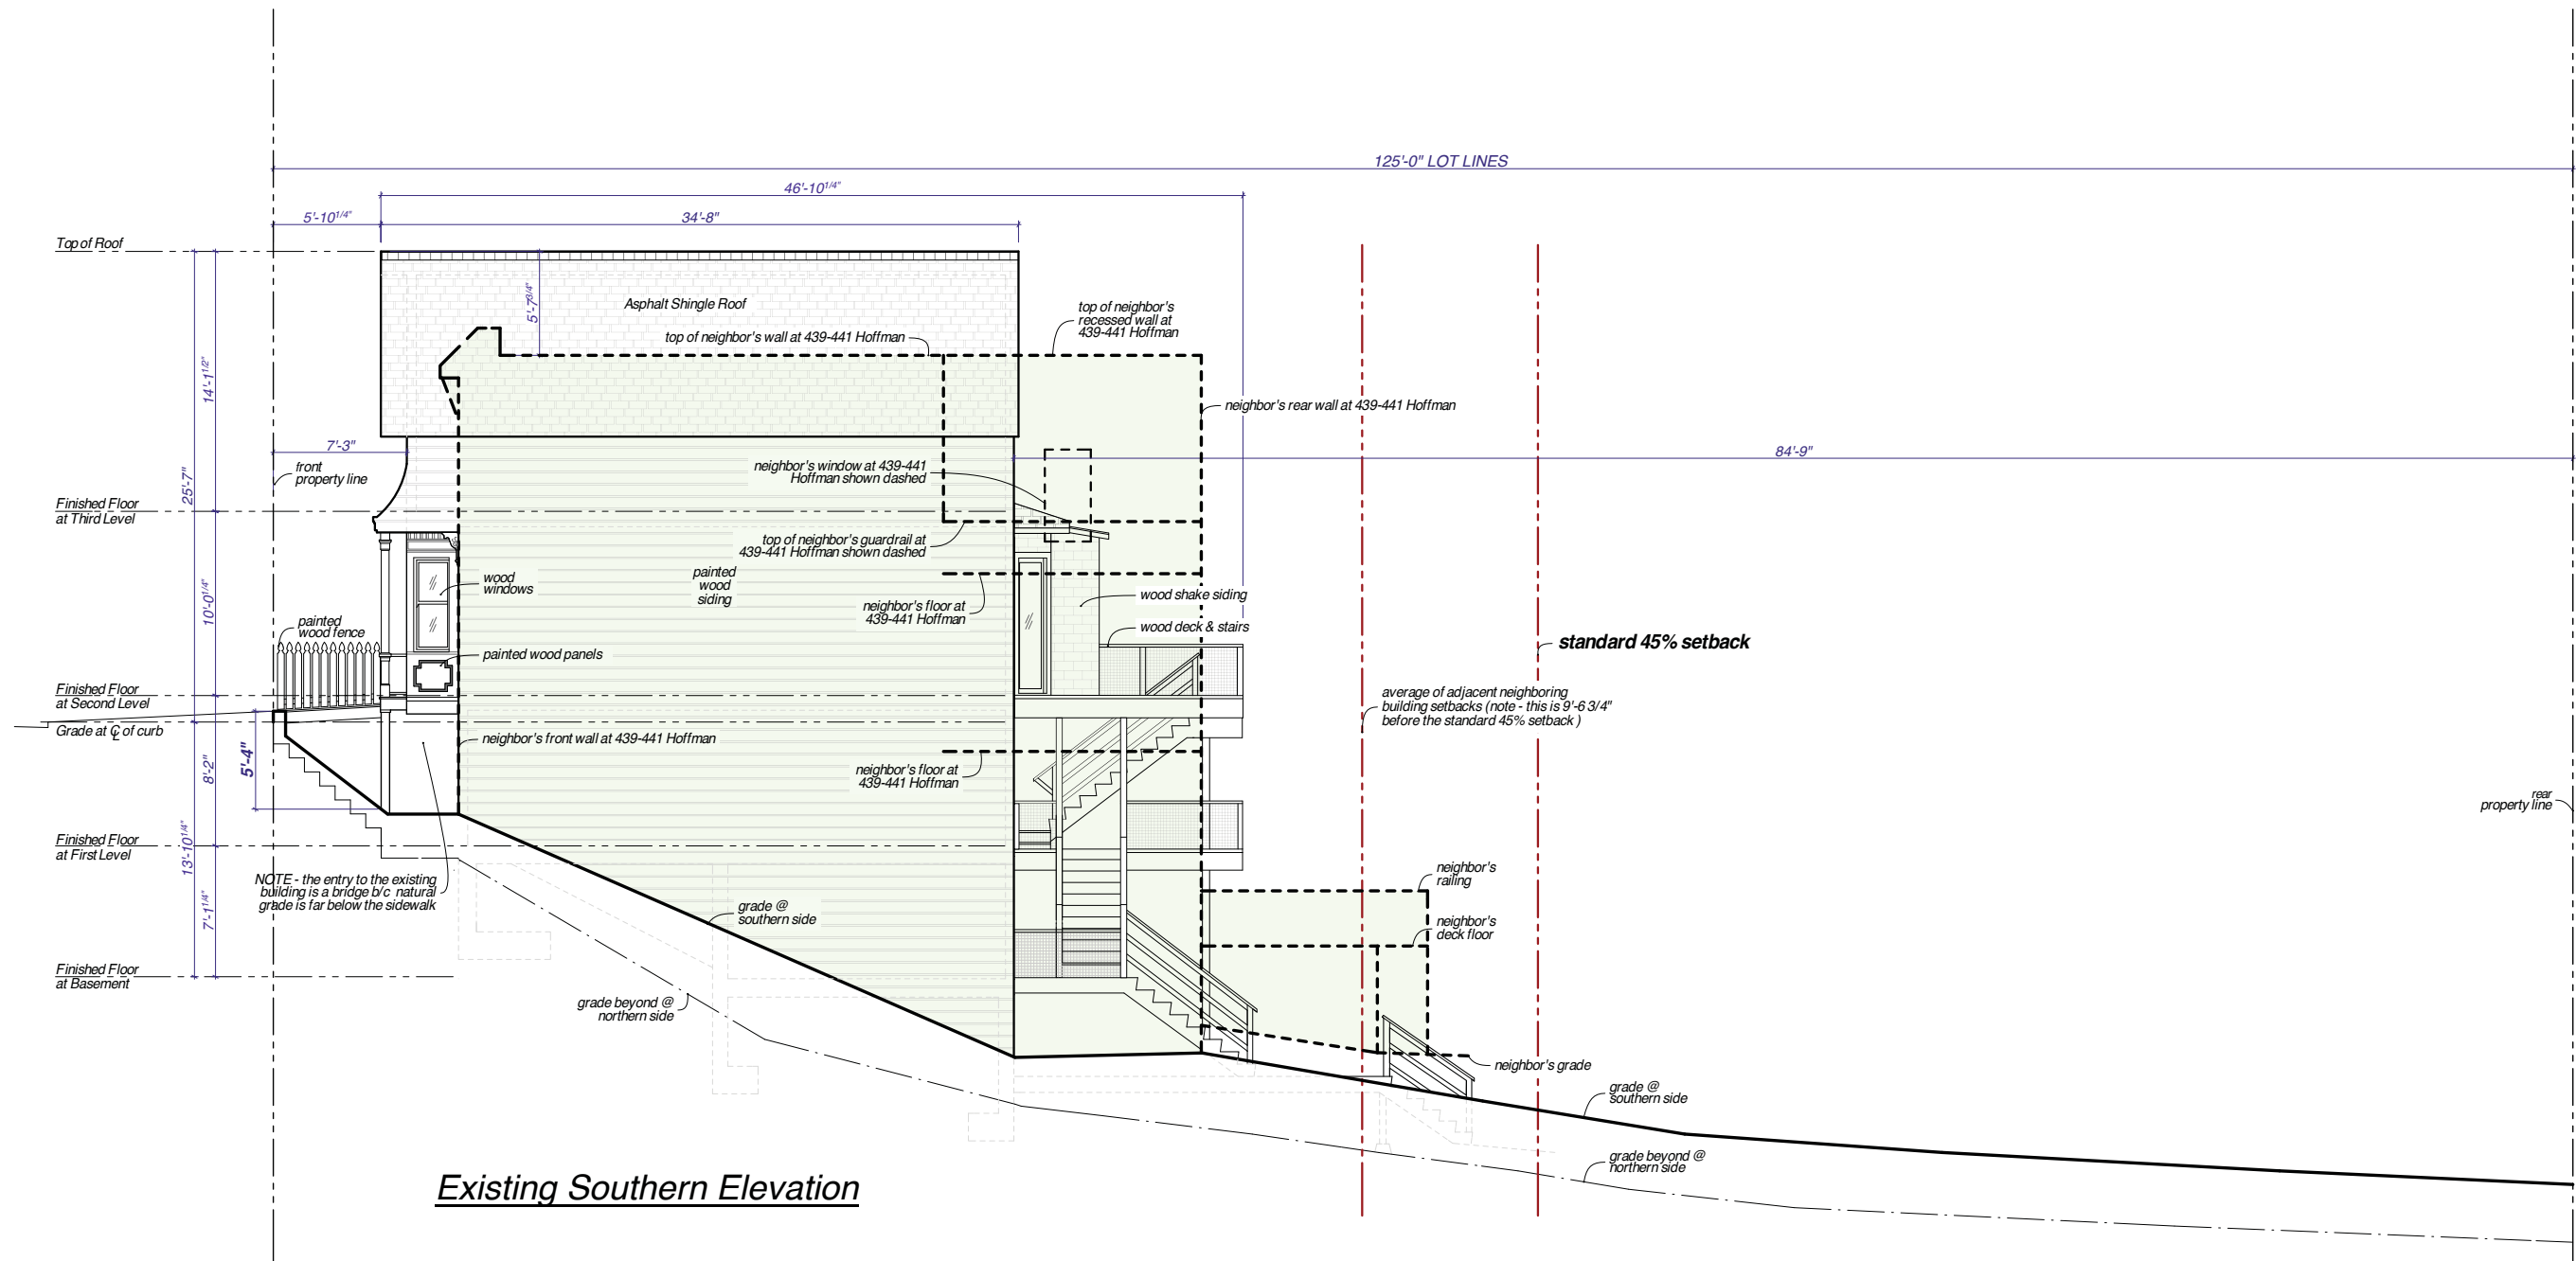 125'-0" LOT LINES
46'-10 1/4"
5'-10 1/4"
34'-8"
Top of Roof
5'-7 3/4"
Asphalt Shingle Roof
top of neighbor's
recessed wall at
439-441 Hoffman
top of neighbor's wall at 439-441 Hoffman
14'-1 1/2"
neighbor's rear wall at 439-441 Hoffman
7'-3"
84'-9"
front
property line
neighbor's window at 439-441
Hoffman shown dashed
25'-7"
Finished Floor
at Third Level
top of neighbor's guardrail at
439-441 Hoffman shown dashed
wood
windows
painted
wood
siding
10'-0 1/4"
neighbor's floor at
439-441 Hoffman
wood shake siding
painted
wood fence
wood deck & stairs
standard 45% setback
painted wood panels
Finished Floor
at Second Level
average of adjacent neighboring
building setbacks (note - this is 9'-6 3/4"
before the standard 45% setback )
Grade at ℄ of curb
neighbor's front wall at 439-441 Hoffman
5'-4"
8'-2"
neighbor's floor at
439-441 Hoffman
rear
property line
Finished Floor
at First Level
13'-10 1/4"
NOTE - the entry to the existing
building is a bridge b/c natural
grade is far below the sidewalk
neighbor's
railing
7'-1 1/4"
grade @
southern side
neighbor's
deck floor
Finished Floor
at Basement
grade beyond @
northern side
neighbor's grade
grade @
southern side
grade beyond @
northern side
Existing Southern Elevation